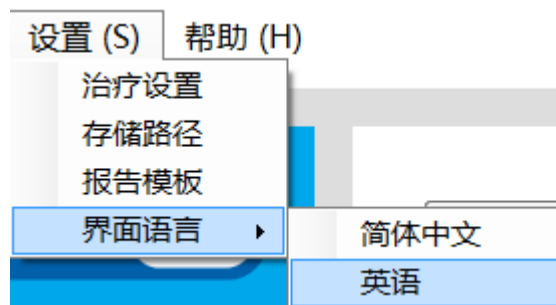 设置 (S) 帮助 (H)
治疗设置
存储路径
报告模板
界面语言
简体中文
英语